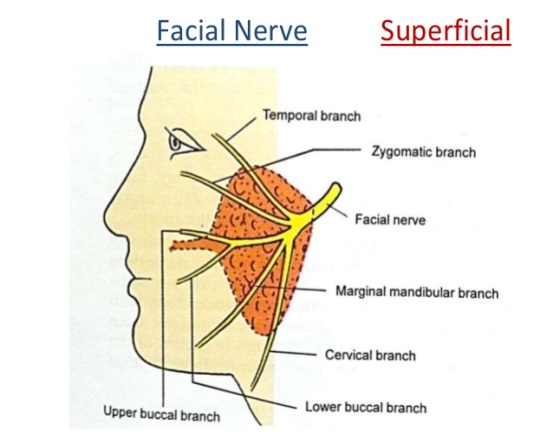 Facial Nerve
Superficial
Temporal branch
Zygomatic branch
Facial nerve
Marginal mandibular branch
Cervical branch
Lower buccal branch
Upper buccal branch